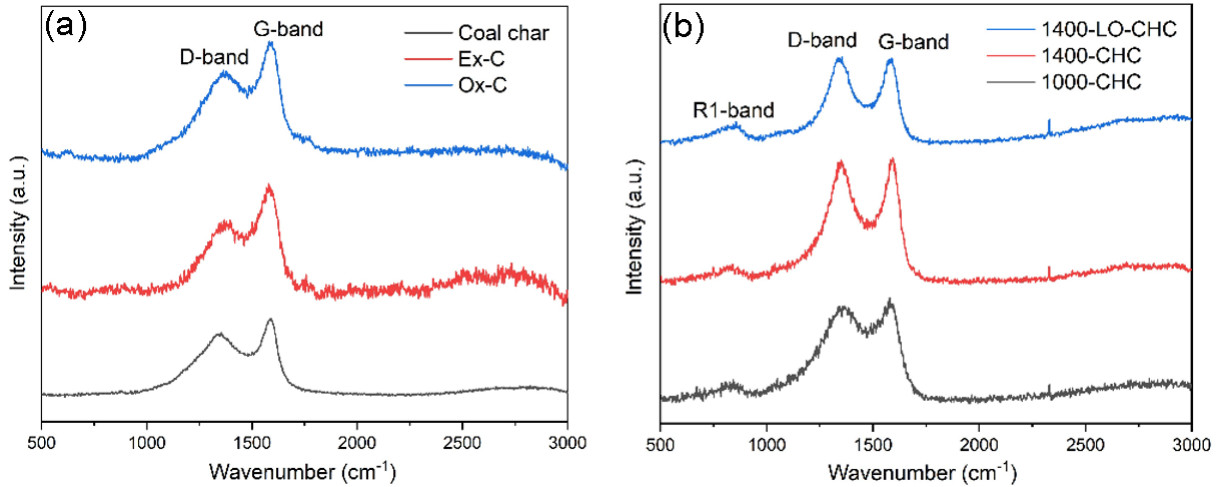 (a)
G-band
D-band
Coal char
Ex-C
Ox-C
Intensity (a.u.)
500 1000 1500 2000 2500 3000
Wavenumber (cm⁻¹)
(b)
D-band
G-band
R1-band
1400-LO-CHC
1400-CHC
1000-CHC
Intensity (a.u.)
500 1000 1500 2000 2500 3000
Wavenumber (cm⁻¹)